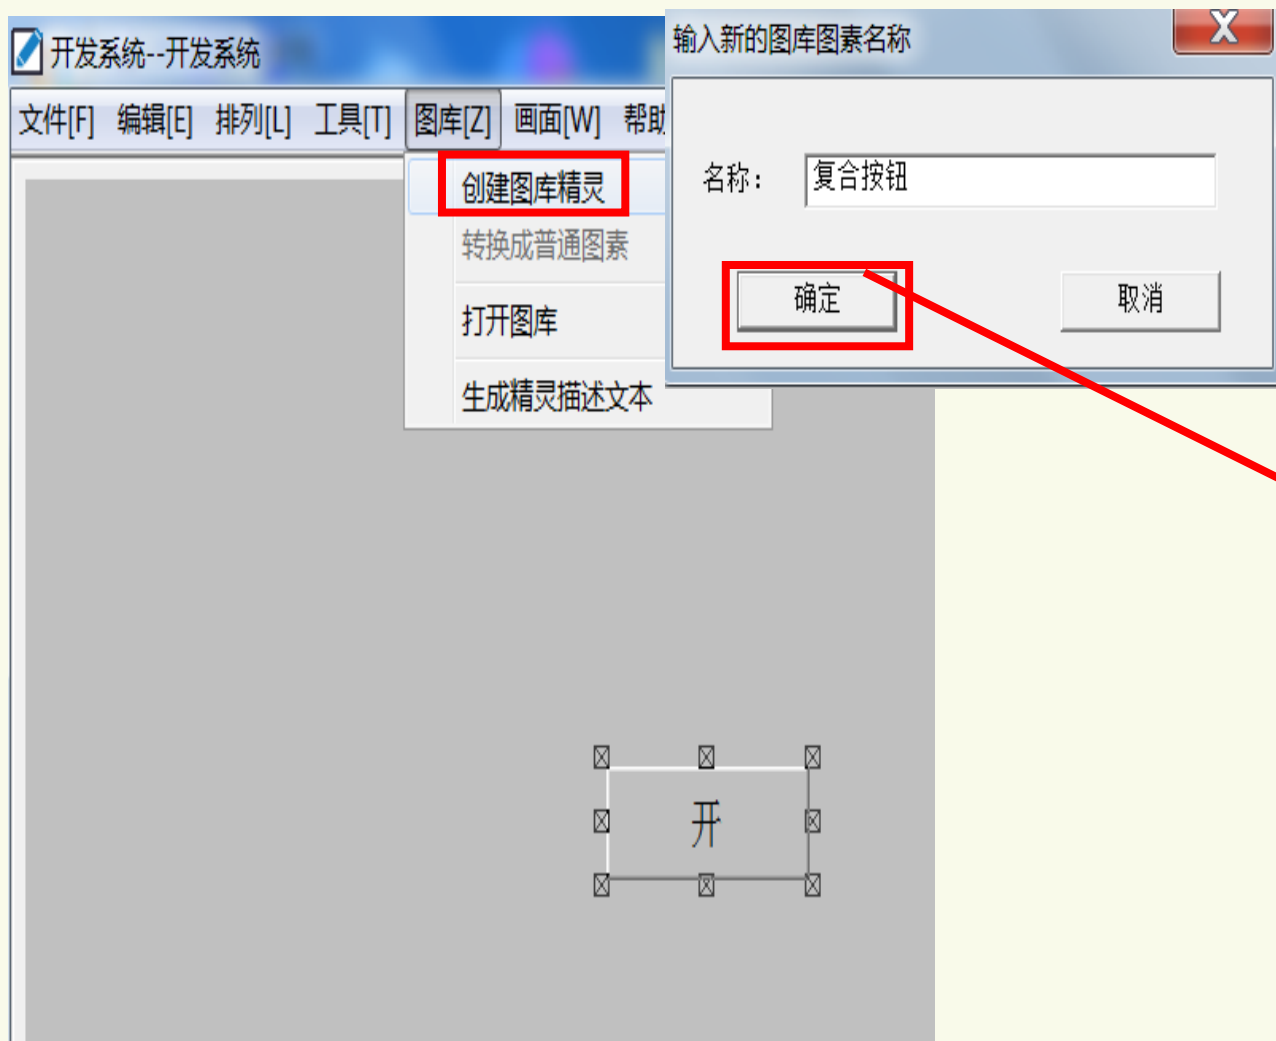 开发系统--开发系统
文件[F] 编辑[E] 排列[L] 工具[T] 图库[Z] 画面[W] 帮助
创建图库精灵
转换成普通图素
打开图库
生成精灵描述文本
输入新的图库图素名称
X
名称： 复合按钮
确定 取消
开